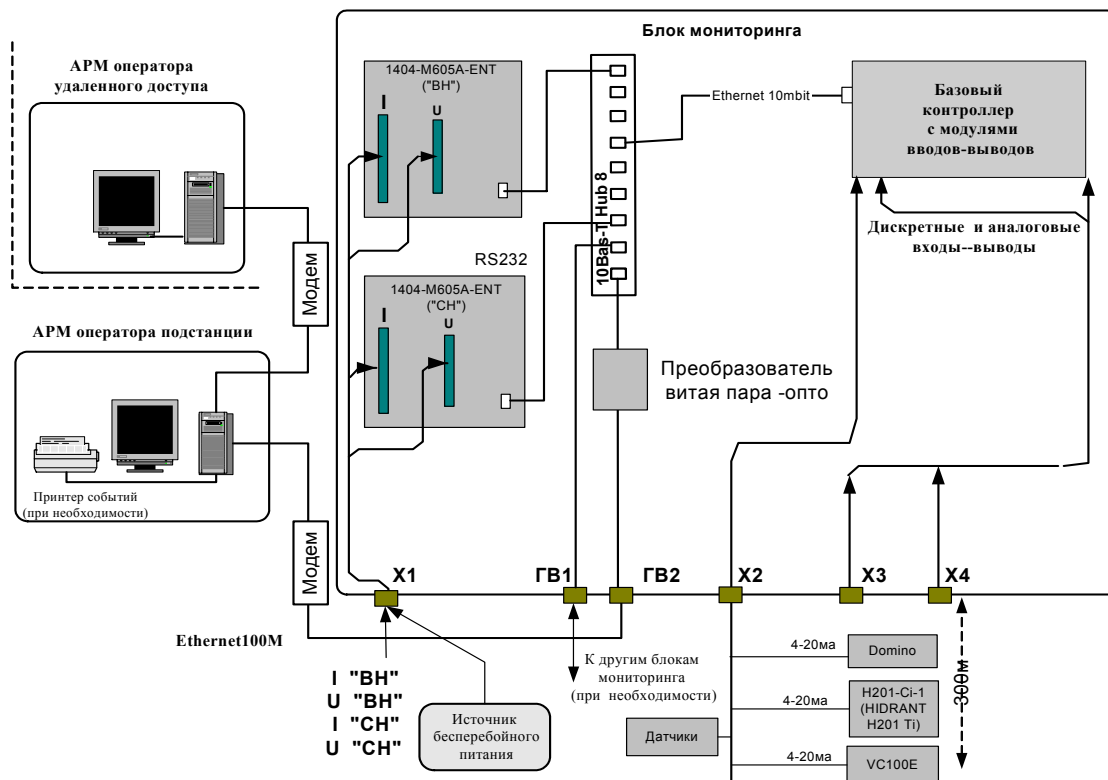 Блок мониторинга
АРМ оператора
удаленного доступа
Модем
АРМ оператора подстанции
Принтер событий
(при необходимости)
Модем
Ethernet100M
1404-M605A-ENT
("ВН")
I
U
RS232
1404-M605A-ENT
("СН")
I
U
10Bas-T Hub 8
Ethernet 10mbit
Базовый
контроллер
с модулями
вводов-выводов
Дискретные и аналоговые
входы--выводы
Преобразователь
витая пара -опто
X1
ГВ1
ГВ2
X2
X3
X4
I "ВН"
U "ВН"
I "СН"
U "СН"
Источник
бесперебойного
питания
К другим блокам
мониторинга
(при необходимости)
Датчики
4-20ма
Domino
4-20ма
H201-Ci-1
(HIDRANT
H201 Ti)
4-20ма
VC100E
300м